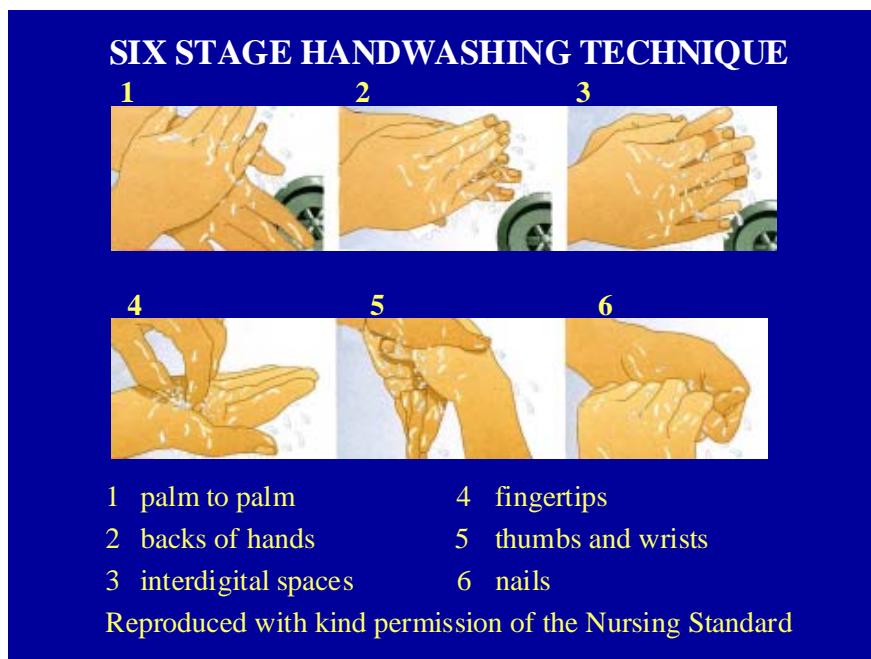 SIX STAGE HANDWASHING TECHNIQUE
1 2 3
4 5 6
1 palm to palm 4 fingertips
2 backs of hands 5 thumbs and wrists
3 interdigital spaces 6 nails
Reproduced with kind permission of the Nursing Standard